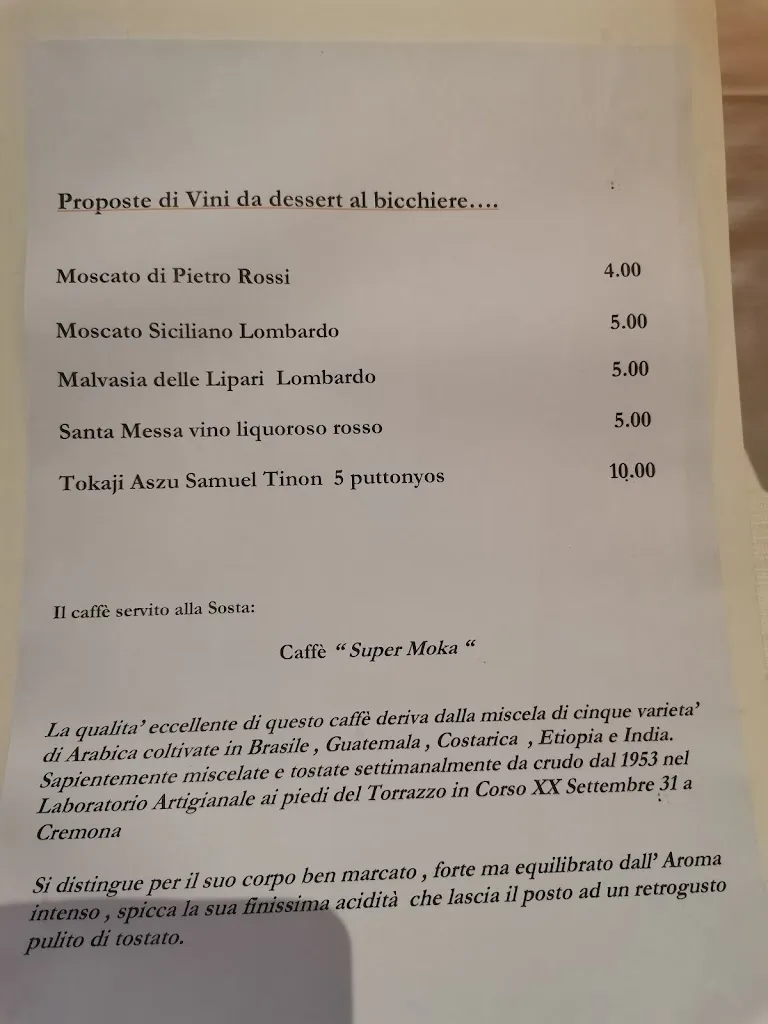 Proposte di Vini da dessert al bicchiere….
Moscato di Pietro Rossi 4.00
Moscato Siciliano Lombardo 5.00
Malvasia delle Lipari Lombardo 5.00
Santa Messa vino liquoroso rosso 5.00
Tokaji Aszu Samuel Tinon 5 puttonyos 10.00
Il caffè servito alla Sosta:
Caffè “ Super Moka “
La qualita’ eccellente di questo caffè deriva dalla miscela di cinque varieta’
di Arabica coltivate in Brasile , Guatemala , Costarica , Etiopia e India.
Sapientemente miscelate e tostate settimanalmente da crudo dal 1953 nel
Laboratorio Artigianale ai piedi del Torrazzo in Corso XX Settembre 31 a
Cremona
Si distingue per il suo corpo ben marcato , forte ma equilibrato dall’ Aroma
intenso , spicca la sua finissima acidità che lascia il posto ad un retrogusto
pulito di tostato.